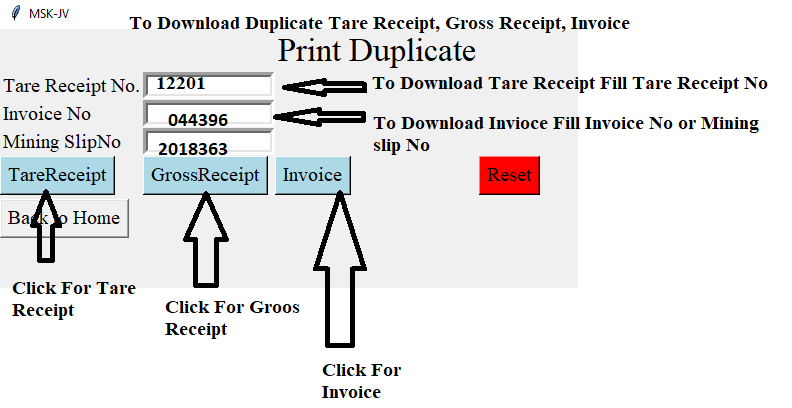 MSK-JV
To Download Duplicate Tare Receipt, Gross Receipt, Invoice
Print Duplicate
Tare Receipt No. 12201
To Download Tare Receipt Fill Tare Receipt No
Invoice No 044396
To Download Invioce Fill Invoice No or Mining
slip No
Mining SlipNo 2018363
TareReceipt GrossReceipt Invoice Reset
Back to Home
Click For Tare
Receipt
Click For Groos
Receipt
Click For
Invoice